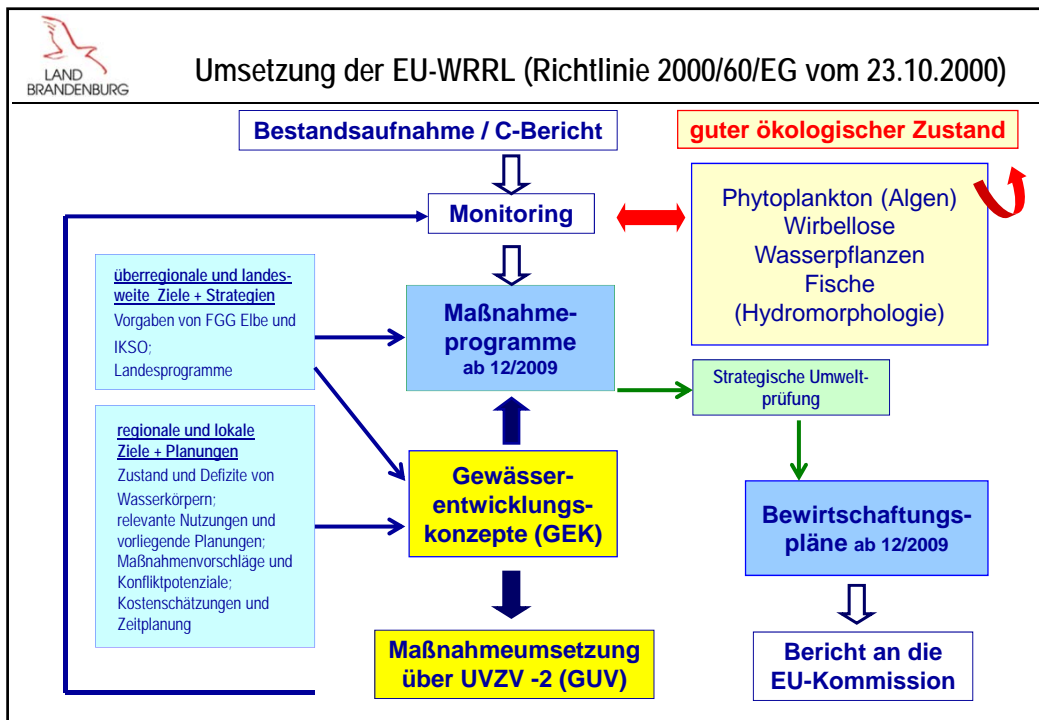 LAND
BRANDENBURG
Umsetzung der EU-WRRL (Richtlinie 2000/60/EG vom 23.10.2000)
Bestandsaufnahme / C-Bericht
guter ökologischer Zustand
Monitoring
Phytoplankton (Algen)
Wirbellose
Wasserpflanzen
Fische
(Hydromorphologie)
überregionale und landes-
weite Ziele + Strategien
Vorgaben von FGG Elbe und
IKSO;
Landesprogramme
Maßnahme-
programme
ab 12/2009
Strategische Umwelt-
prüfung
regionale und lokale
Ziele + Planungen
Zustand und Defizite von
Wasserkörpern;
relevante Nutzungen und
vorliegende Planungen;
Maßnahmenvorschläge und
Konfliktpotenziale;
Kostenschätzungen und
Zeitplanung
Gewässer-
entwicklungs-
konzepte (GEK)
Bewirtschaftungs-
pläne ab 12/2009
Maßnahmeumsetzung
über UVZV -2 (GUV)
Bericht an die
EU-Kommission